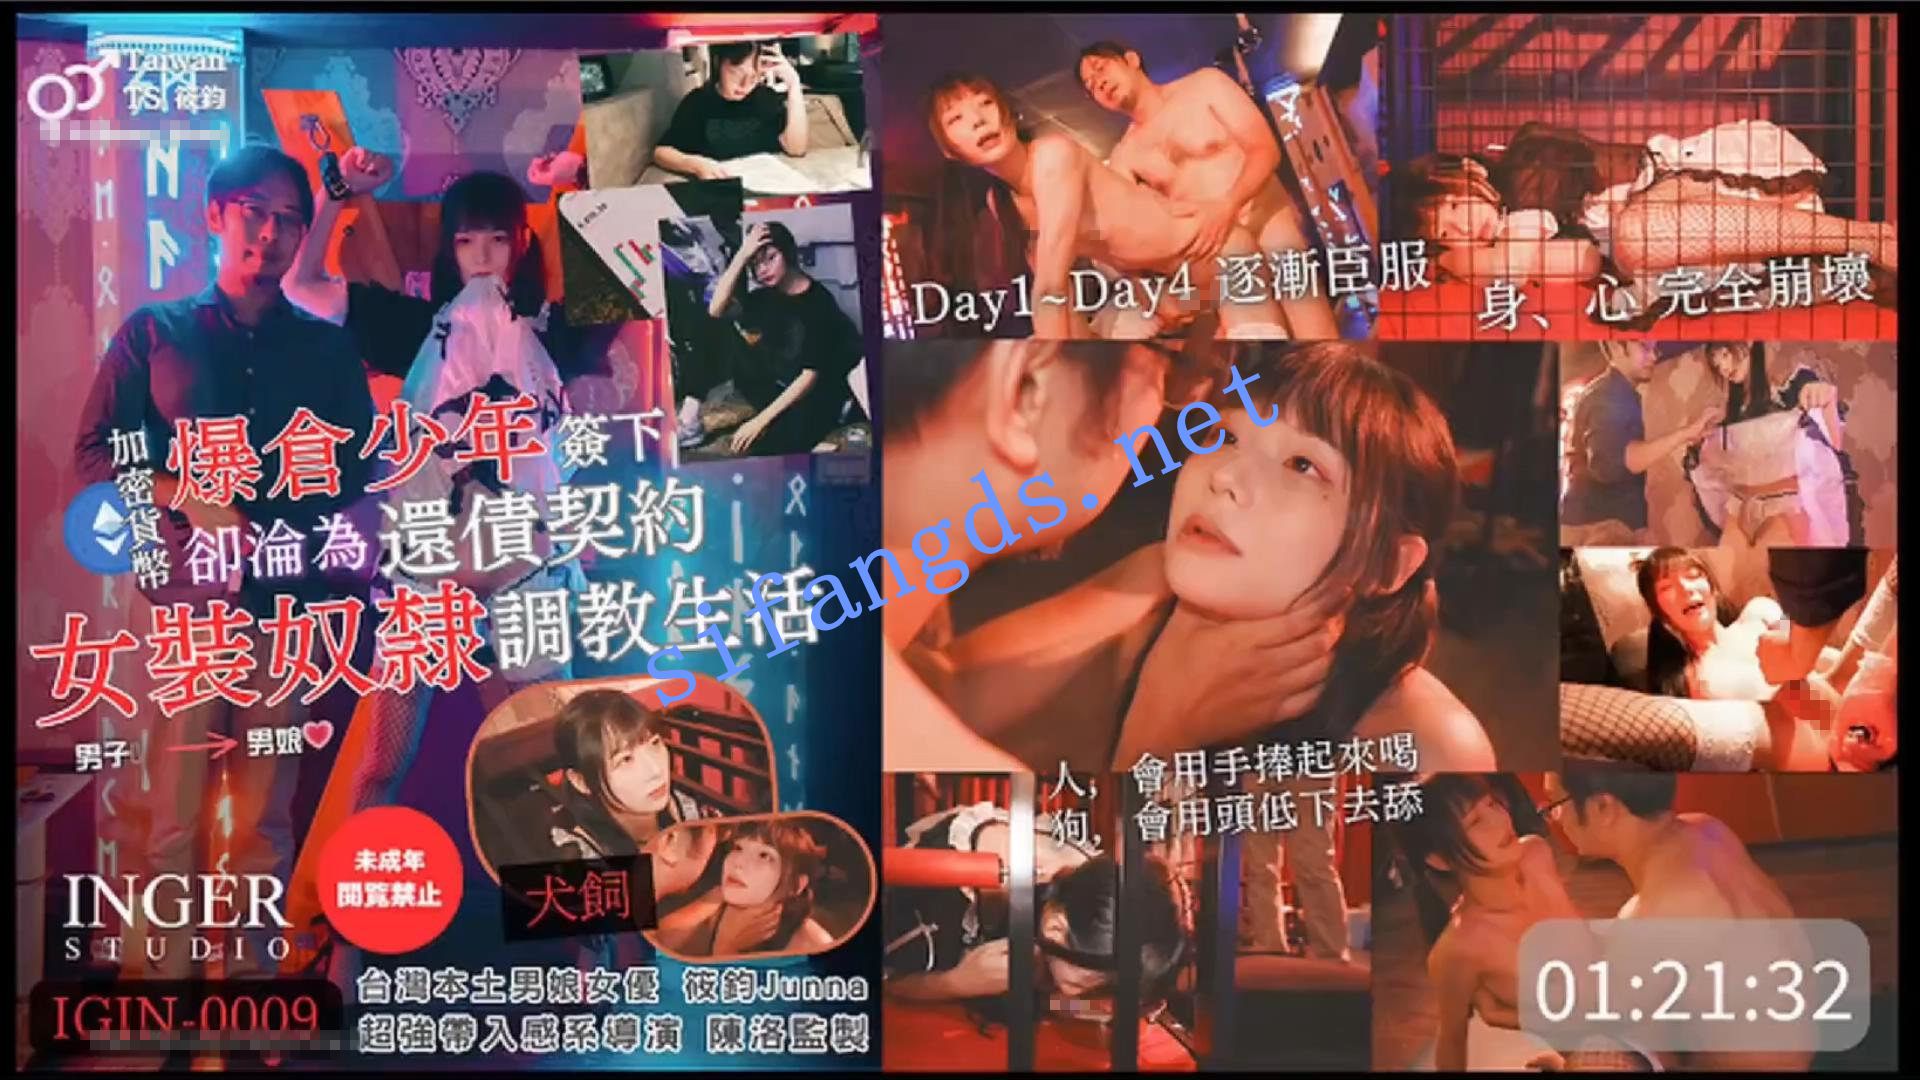 Taiwan
TS 筱鈞
加密貨幣
爆倉少年簽下
卻淪為還債契約
女裝奴隸調教生活
男子 → 男娘
未成年
閲覧禁止
犬飼
INGER
STUDIO
IGIN-0009
台灣本土男娘女優 筱鈞Junna
超強帶入感系導演 陳洛監製
Day1~Day4 逐漸臣服
身、心 完全崩壞
sifangds.net
人, 會用手捧起來喝
狗, 會用頭低下去舔
01:21:32